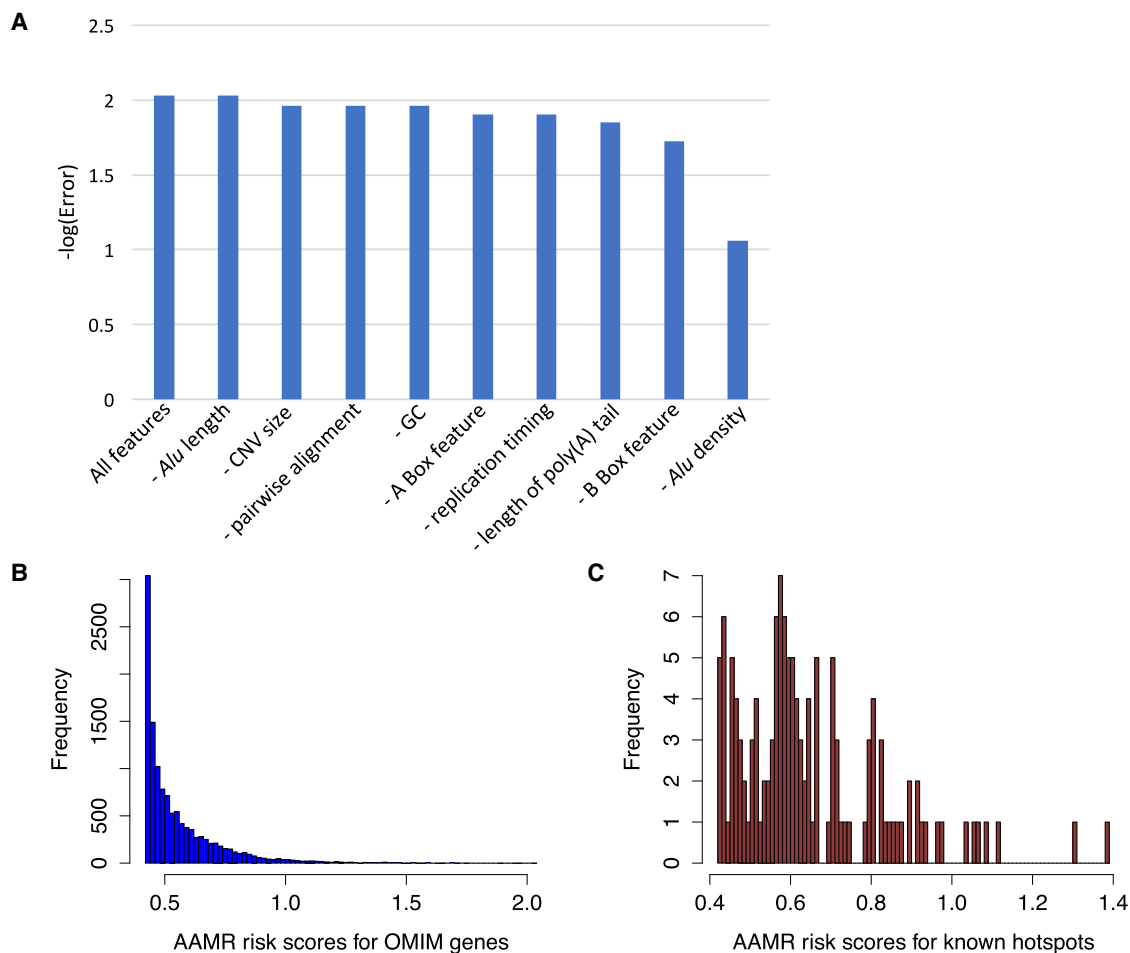 A
2.5
2
1.5
1
0.5
0
-log(Error)
All features
- Alu length
- CNV size
- pairwise alignment
- GC
- A Box feature
- replication timing
- length of poly(A) tail
- B Box feature
- Alu density
B
2500
1500
500
0
Frequency
0.5
1.0
1.5
2.0
AAMR risk scores for OMIM genes
C
7
6
5
4
3
2
1
0
Frequency
0.4
0.6
0.8
1.0
1.2
1.4
AAMR risk scores for known hotspots